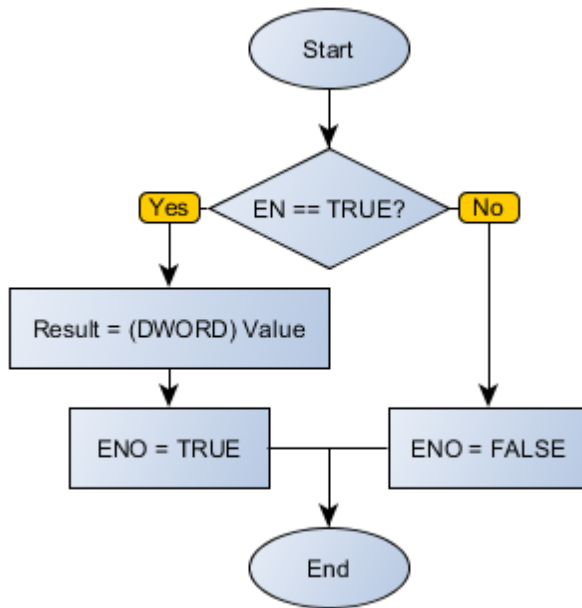 Start
EN == TRUE?
Yes
No
Result = (DWORD) Value
ENO = TRUE
ENO = FALSE
End